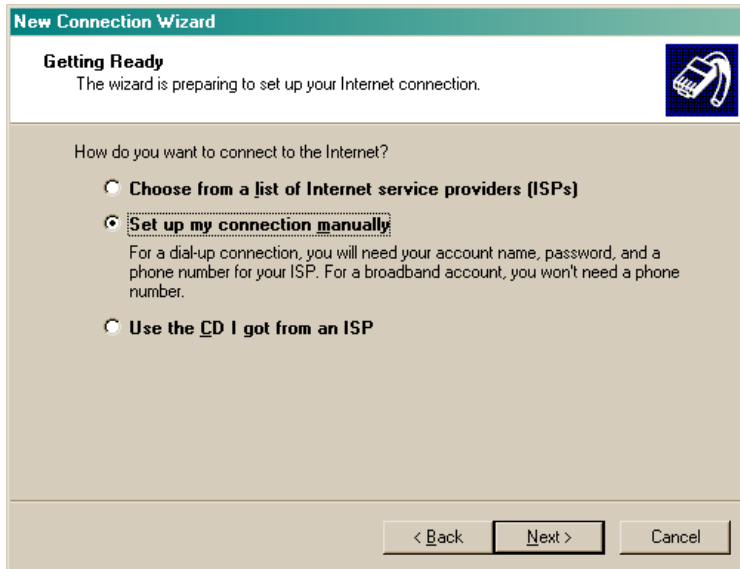 New Connection Wizard
Getting Ready
The wizard is preparing to set up your Internet connection.
How do you want to connect to the Internet?
Choose from a list of Internet service providers (ISPs)
Set up my connection manually
For a dial-up connection, you will need your account name, password, and a
phone number for your ISP. For a broadband account, you won't need a phone
number.
Use the CD I got from an ISP
< Back Next > Cancel